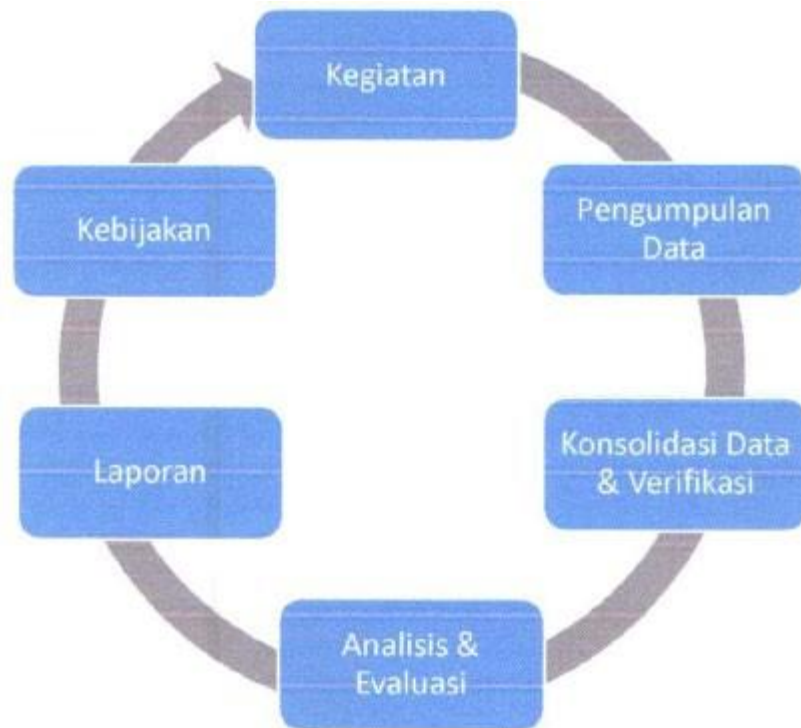 Kegiatan
Pengumpulan
Data
Konsolidasi Data
& Verifikasi
Analisis &
Evaluasi
Laporan
Kebijakan